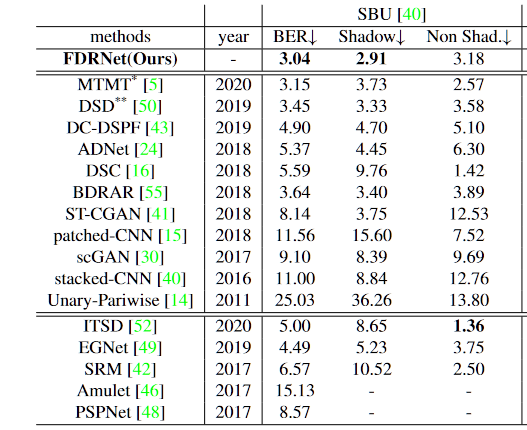 SBU [40]
methods year BER↓ Shadow↓ Non Shad.↓
FDRNet(Ours) - 3.04 2.91 3.18
MTMT* [5] 2020 3.15 3.73 2.57
DSD** [50] 2019 3.45 3.33 3.58
DC-DSPF [43] 2019 4.90 4.70 5.10
ADNet [24] 2018 5.37 4.45 6.30
DSC [16] 2018 5.59 9.76 1.42
BDRAR [55] 2018 3.64 3.40 3.89
ST-CGAN [41] 2018 8.14 3.75 12.53
patched-CNN [15] 2018 11.56 15.60 7.52
scGAN [30] 2017 9.10 8.39 9.69
stacked-CNN [40] 2016 11.00 8.84 12.76
Unary-Pariwise [14] 2011 25.03 36.26 13.80
ITSD [52] 2020 5.00 8.65 1.36
EGNet [49] 2019 4.49 5.23 3.75
SRM [42] 2017 6.57 10.52 2.50
Amulet [46] 2017 15.13 - -
PSPNet [48] 2017 8.57 - -